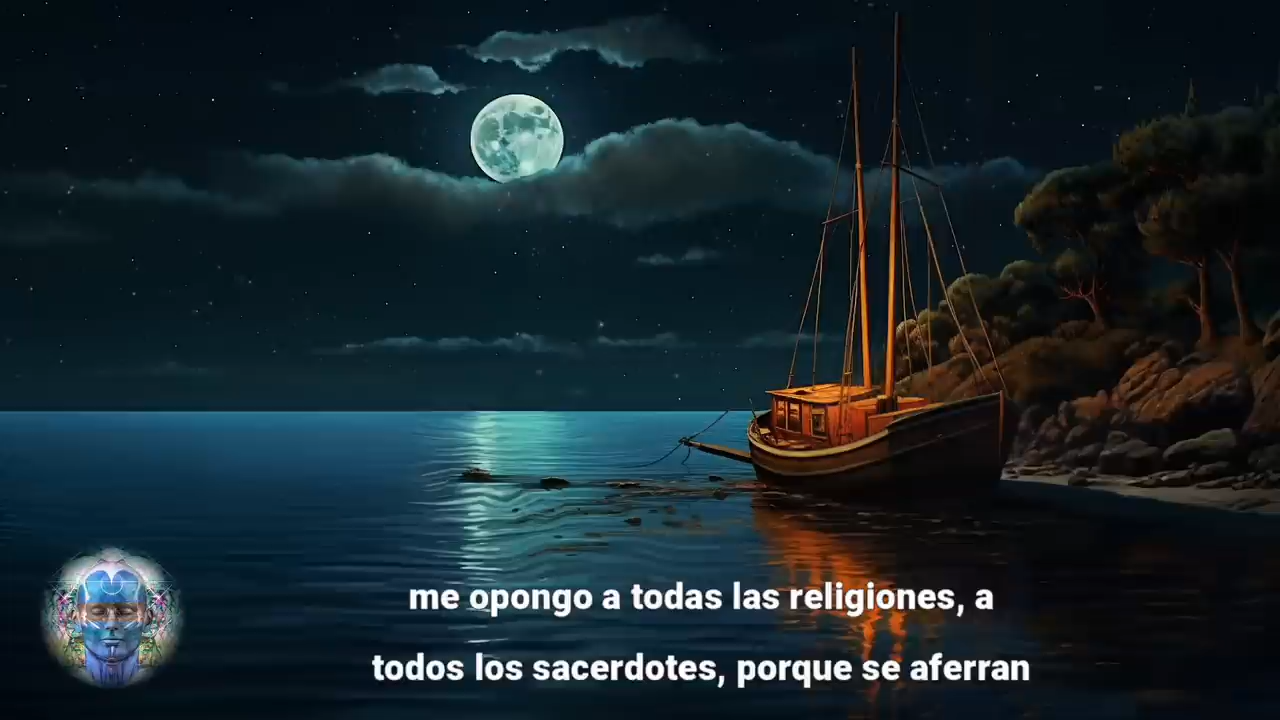 me opongo a todas las religiones, a
todos los sacerdotes, porque se aferran